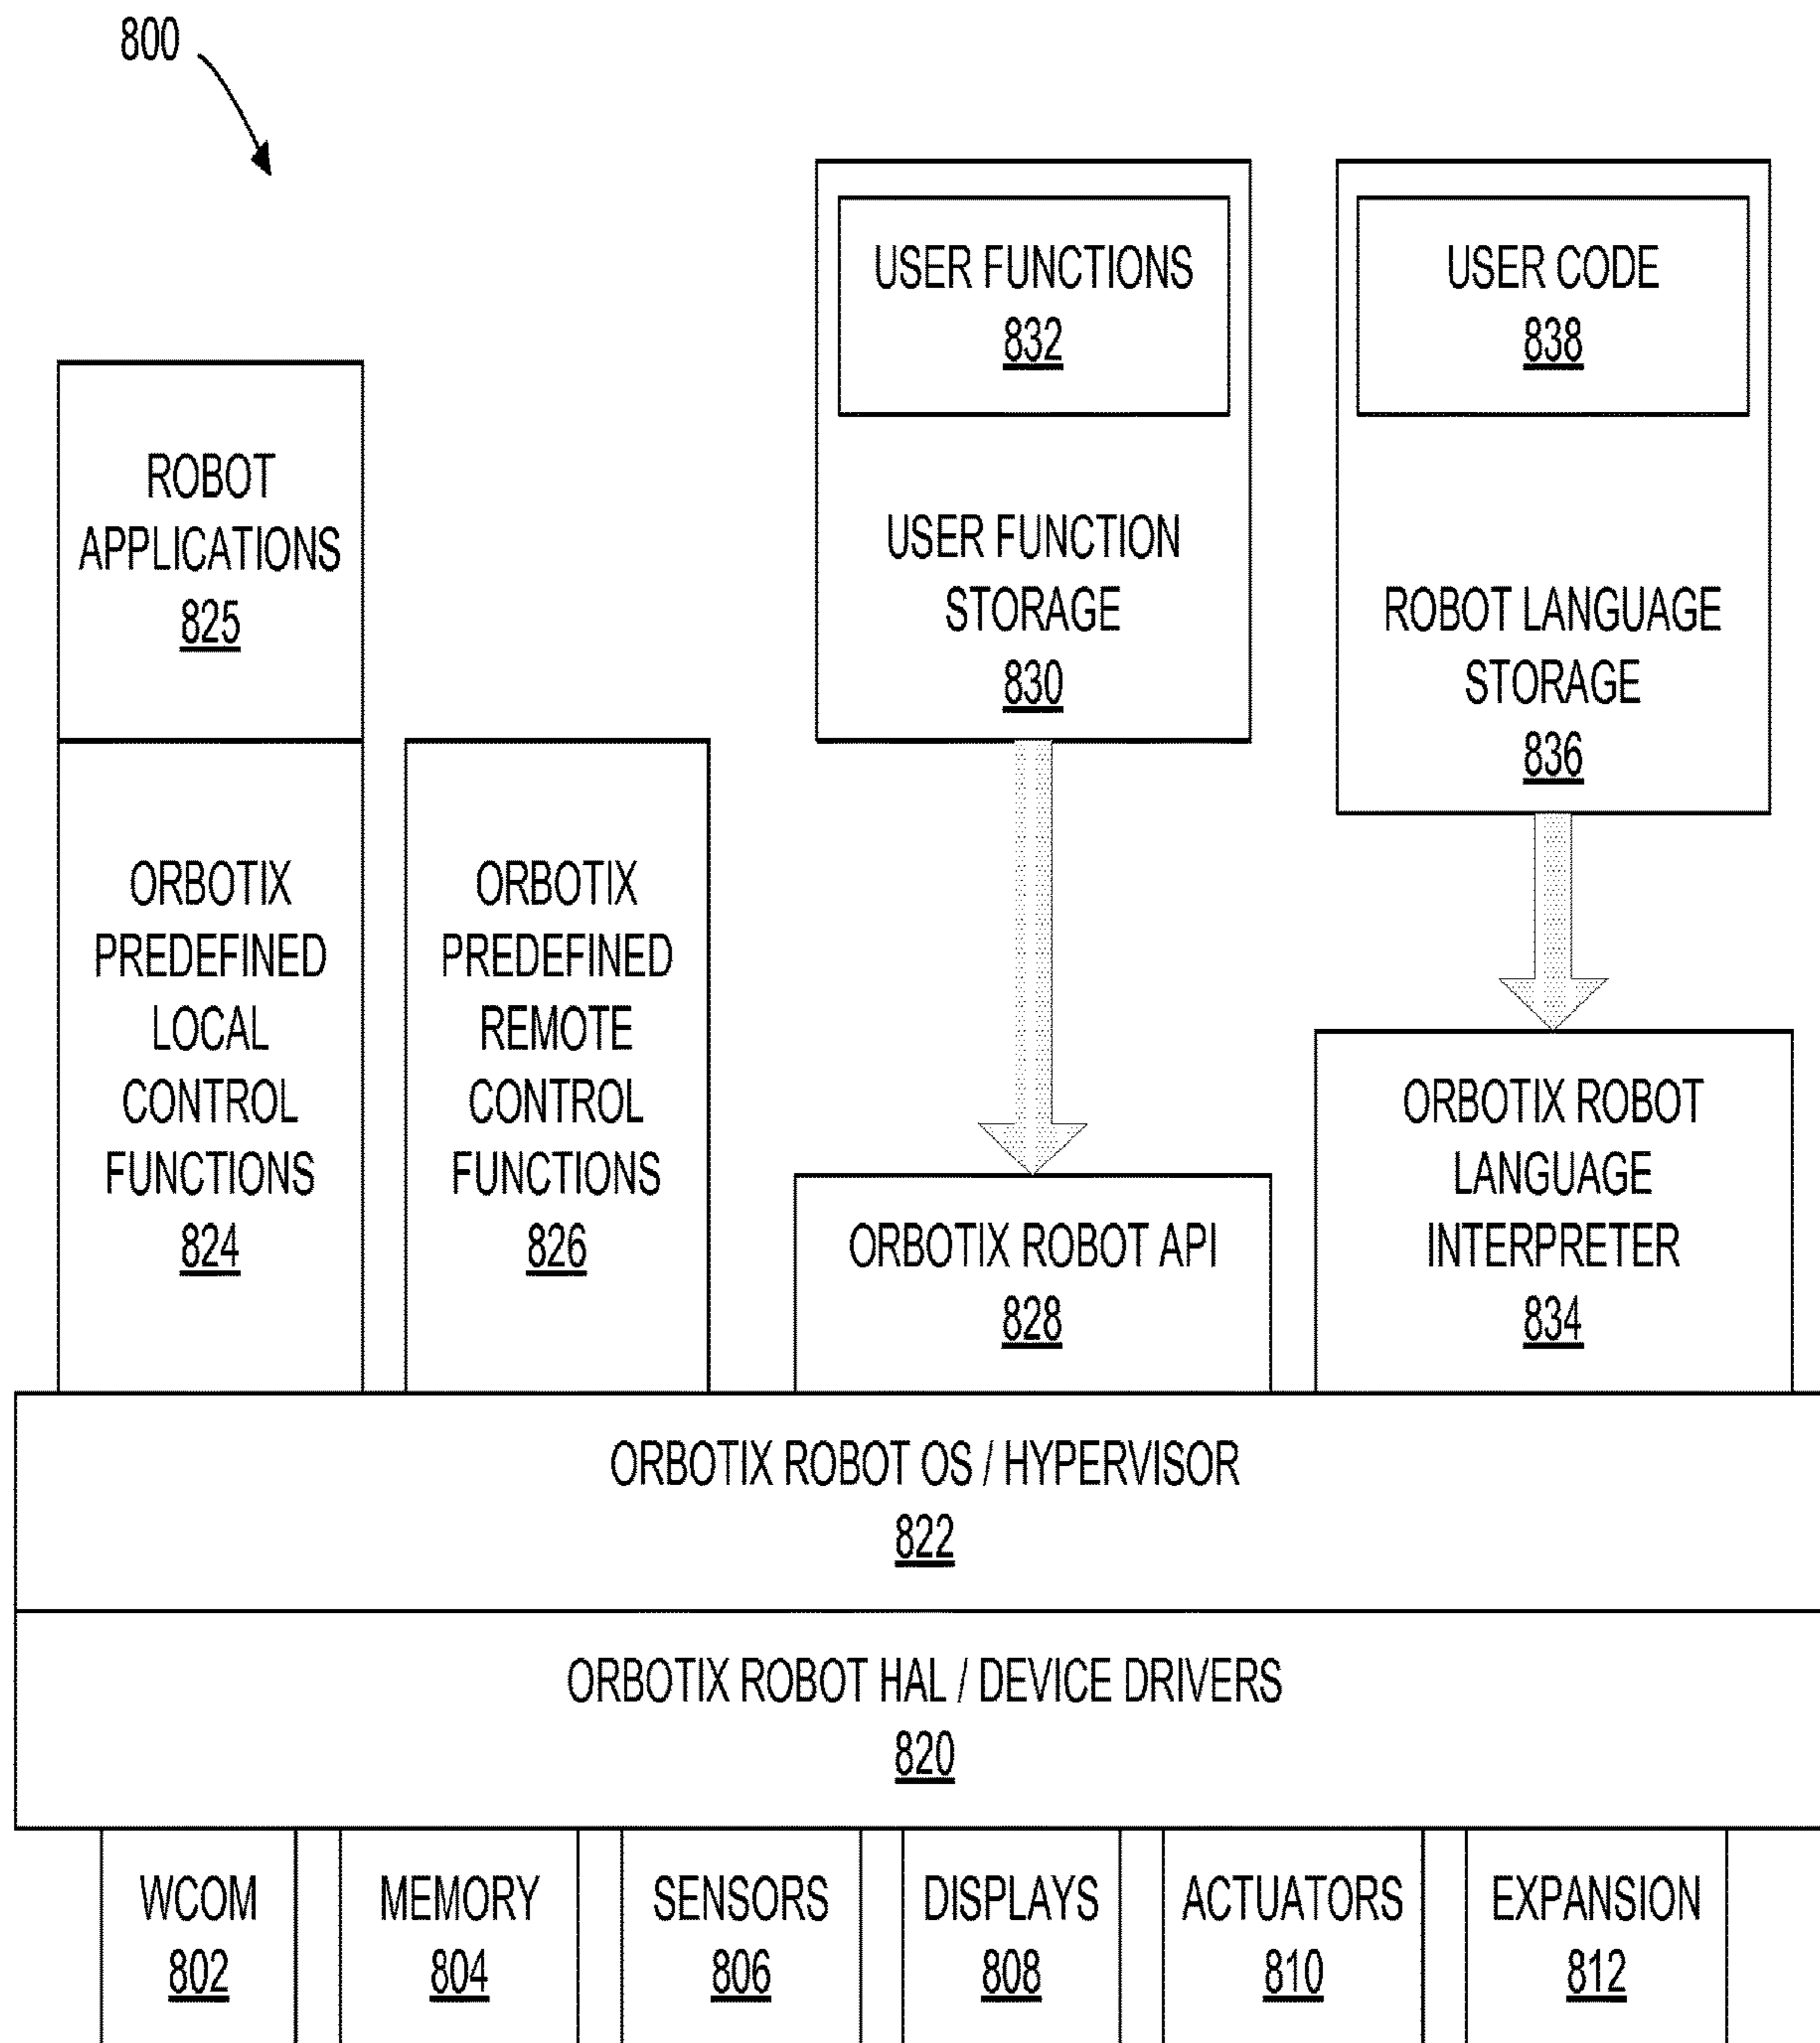 800
USER FUNCTIONS
832
USER FUNCTION
STORAGE
830
USER CODE
838
ROBOT LANGUAGE
STORAGE
836
ROBOT
APPLICATIONS
825
ORBOTIX
PREDEFINED
LOCAL
CONTROL
FUNCTIONS
824
ORBOTIX
PREDEFINED
REMOTE
CONTROL
FUNCTIONS
826
ORBOTIX ROBOT API
828
ORBOTIX ROBOT
LANGUAGE
INTERPRETER
834
ORBOTIX ROBOT OS / HYPERVISOR
822
ORBOTIX ROBOT HAL / DEVICE DRIVERS
820
WCOM
802
MEMORY
804
SENSORS
806
DISPLAYS
808
ACTUATORS
810
EXPANSION
812